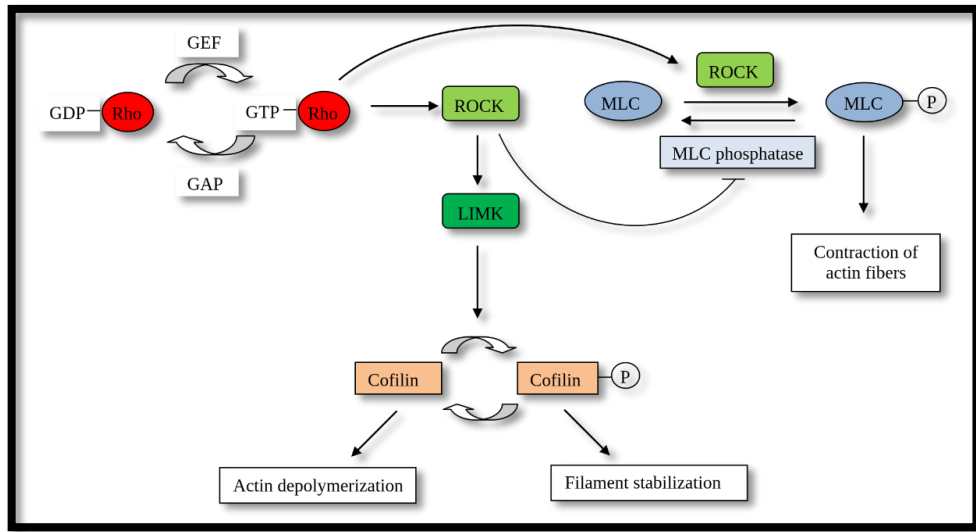 GEF
GDP
Rho
GTP
Rho
GAP
ROCK
ROCK
MLC
MLC
P
MLC phosphatase
LIMK
Contraction of
actin fibers
Cofilin
Cofilin
P
Actin depolymerization
Filament stabilization